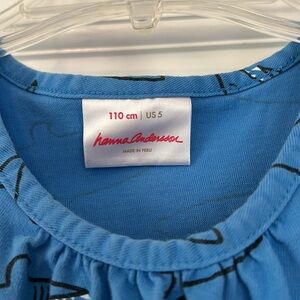 110 cm | US 5
hanna andersson
MADE IN PERU